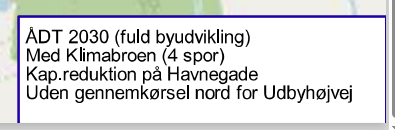 ÅDT 2030 (fuld byudvikling)
Med Klimabroen (4 spor)
Kap.reduktion på Havnegade
Uden gennemkørsel nord for Udbyhøjvej